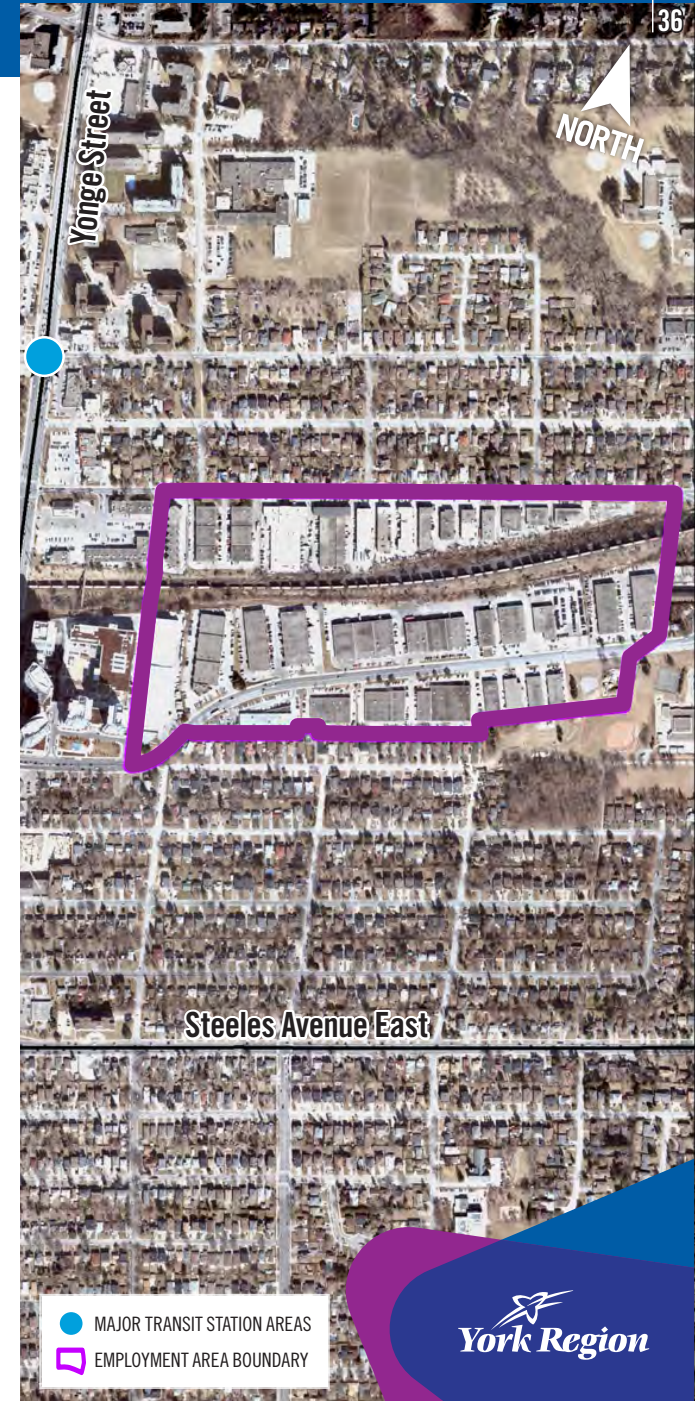 36
NORTH
Yonge Street
Steeles Avenue East
MAJOR TRANSIT STATION AREAS
EMPLOYMENT AREA BOUNDARY
York Region